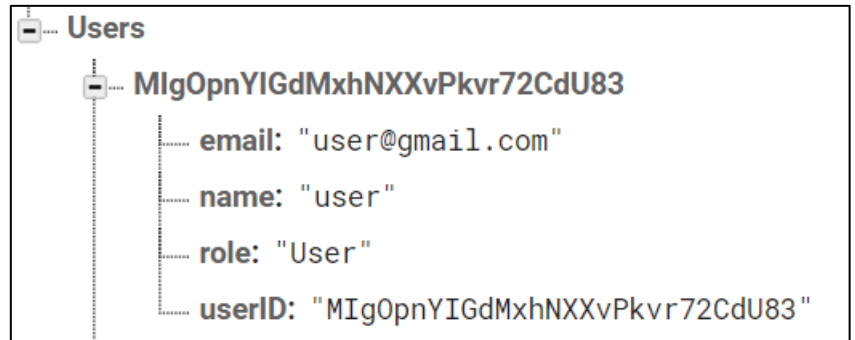 Users
MIgOpnYIGdMxhNXXvPkvr72CdU83
email: "user@gmail.com"
name: "user"
role: "User"
userID: "MIgOpnYIGdMxhNXXvPkvr72CdU83"